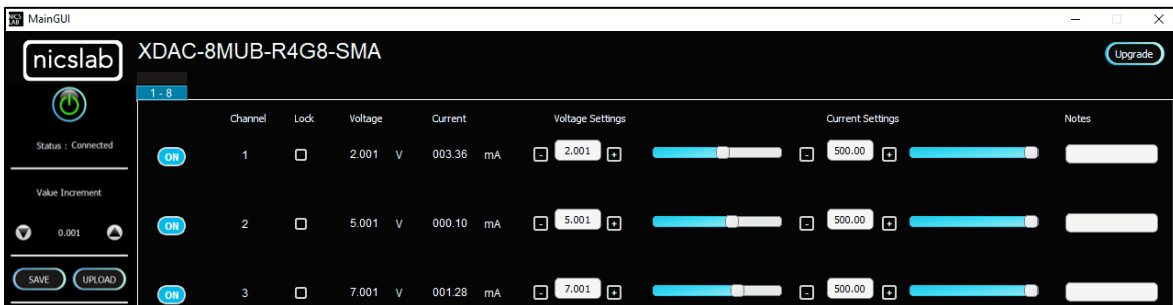 NICS LAB MainGUI
nicslab
XDAC-8MUB-R4G8-SMA
Upgrade
1 - 8
Status : Connected
Value Increment
0.001
SAVE UPLOAD
Channel Lock Voltage Current Voltage Settings Current Settings Notes
ON 1 2.001 V 003.36 mA - 2.001 + - 500.00 +
ON 2 5.001 V 000.10 mA - 5.001 + - 500.00 +
ON 3 7.001 V 001.28 mA - 7.001 + - 500.00 +